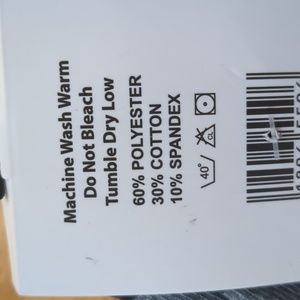 Machine Wash Warm
Do Not Bleach
Tumble Dry Low
60% POLYESTER
30% COTTON
10% SPANDEX
40°